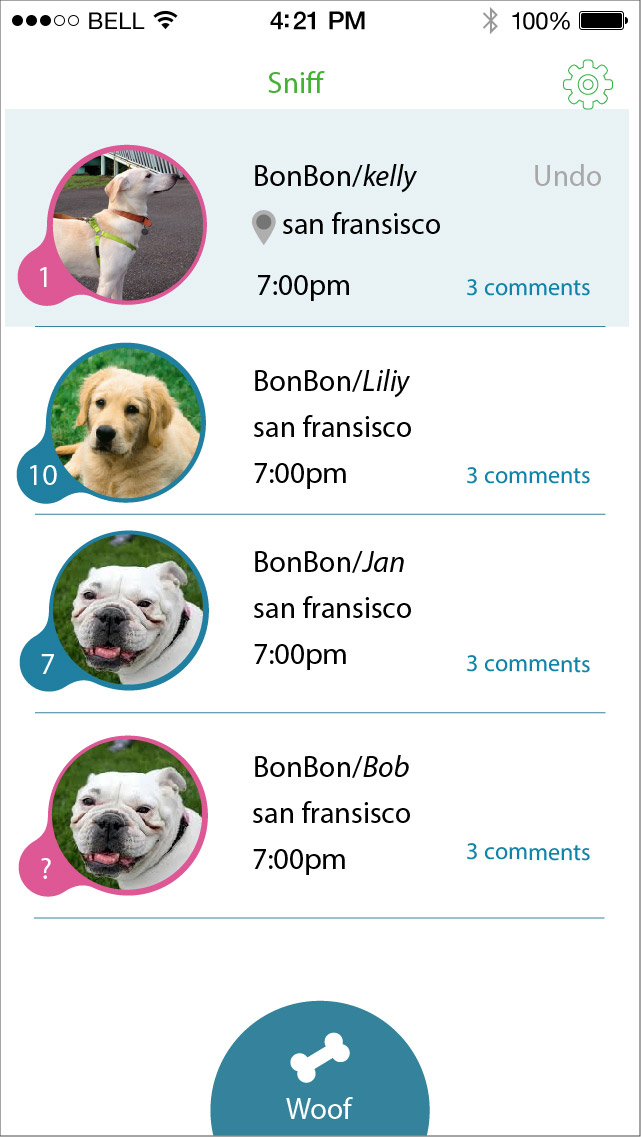 BELL 4:21 PM 100%
Sniff
BonBon/kelly Undo
san fransisco
1
7:00pm 3 comments
BonBon/Liliy
san fransisco
10 7:00pm 3 comments
BonBon/Jan
san fransisco
7 7:00pm 3 comments
BonBon/Bob
san fransisco
? 7:00pm 3 comments
Woof